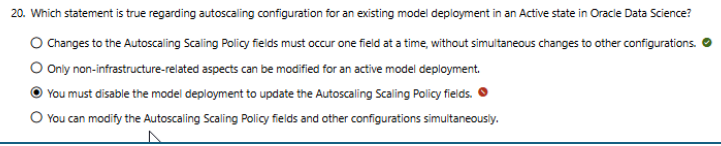 20. Which statement is true regarding autoscaling configuration for an existing model deployment in an Active state in Oracle Data Science?
Changes to the Autoscaling Scaling Policy fields must occur one field at a time, without simultaneous changes to other configurations.
Only non-infrastructure-related aspects can be modified for an active model deployment.
You must disable the model deployment to update the Autoscaling Scaling Policy fields.
You can modify the Autoscaling Scaling Policy fields and other configurations simultaneously.